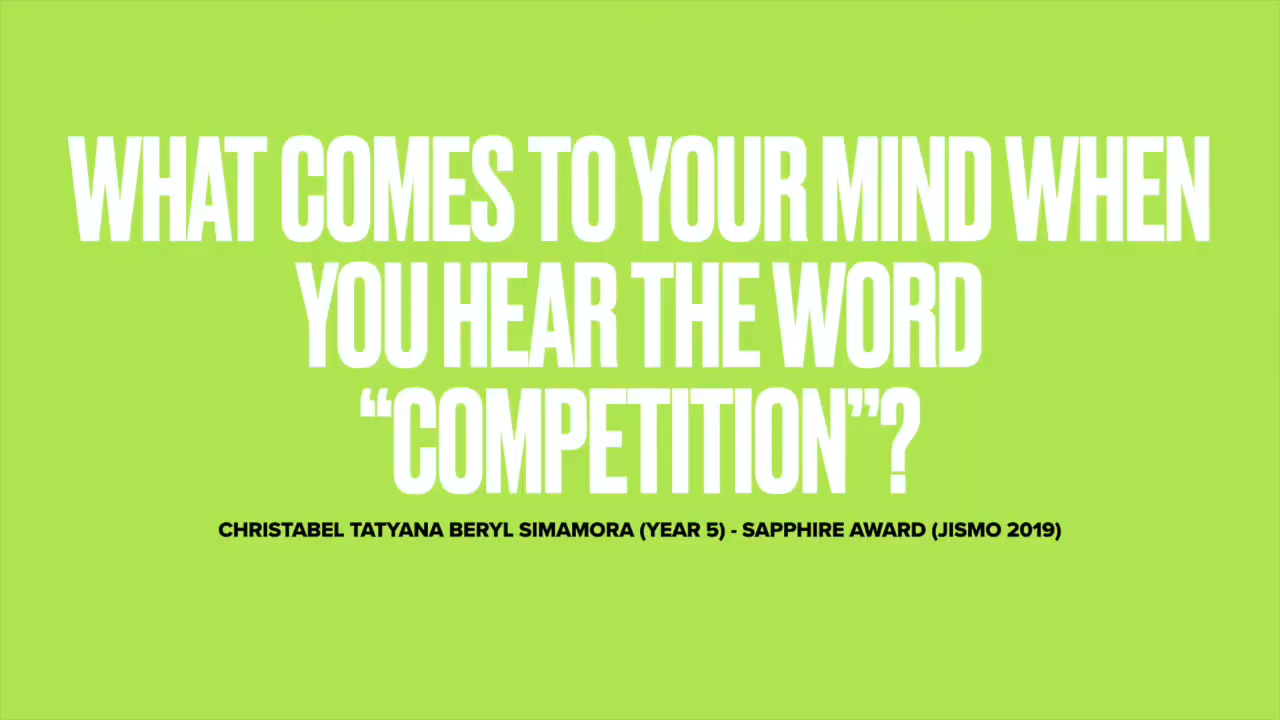 WHAT COMES TO YOUR MIND WHEN
YOU HEAR THE WORD
“COMPETITION”?
CHRISTABEL TATYANA BERYL SIMAMORA (YEAR 5) - SAPPHIRE AWARD (JISMO 2019)